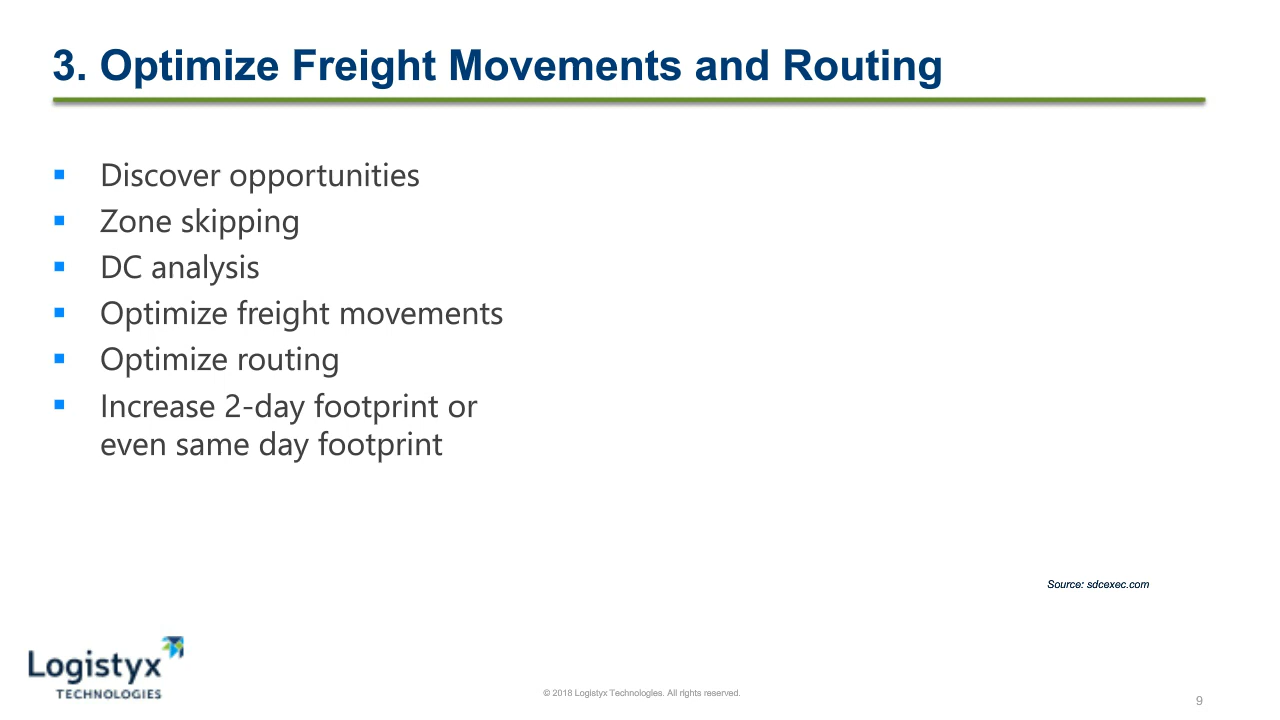 3. Optimize Freight Movements and Routing
Discover opportunities
Zone skipping
DC analysis
Optimize freight movements
Optimize routing
Increase 2-day footprint or
even same day footprint
Source: sdcexec.com
Logistyx
TECHNOLOGIES
© 2018 Logistyx Technologies. All rights reserved.
9